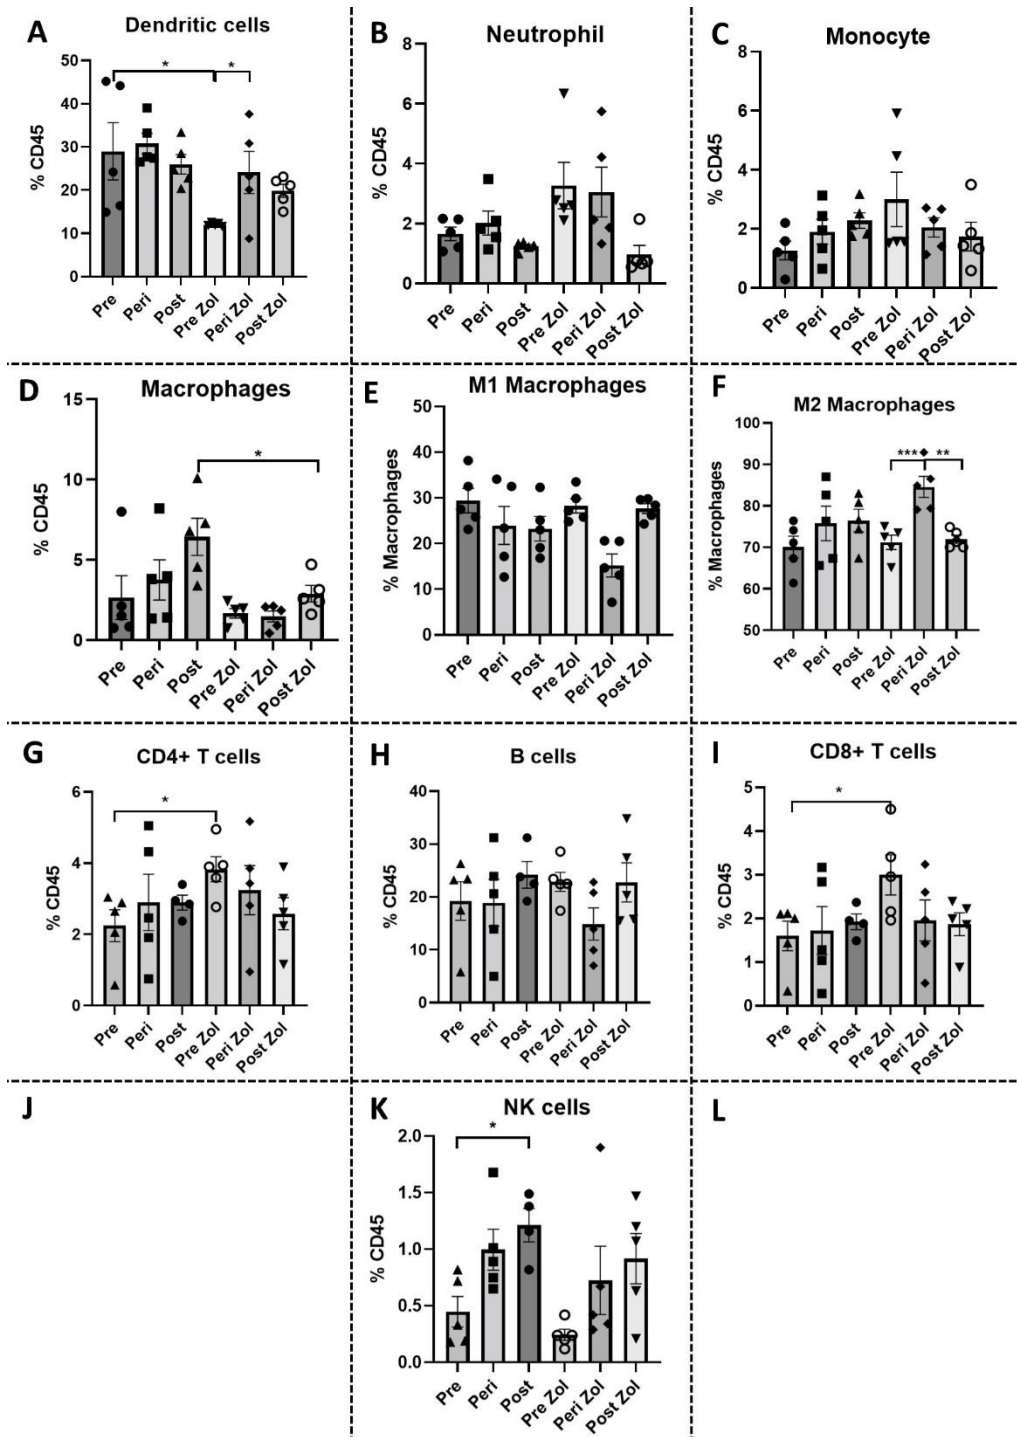 A
Dendritic cells
% CD45
50
40
30
20
10
0
*
*
Pre
Peri
Post
Pre Zol
Peri Zol
Post Zol
B
Neutrophil
% CD45
8
6
4
2
0
Pre
Peri
Post
Pre Zol
Peri Zol
Post Zol
C
Monocyte
% CD45
8
6
4
2
0
Pre
Peri
Post
Pre Zol
Peri Zol
Post Zol
D
Macrophages
% CD45
15
10
5
0
*
Pre
Peri
Post
Pre Zol
Peri Zol
Post Zol
E
M1 Macrophages
% Macrophages
50
40
30
20
10
0
Pre
Peri
Post
Pre Zol
Peri Zol
Post Zol
F
M2 Macrophages
% Macrophages
100
90
80
70
60
50
***
**
Pre
Peri
Post
Pre Zol
Peri Zol
Post Zol
G
CD4+ T cells
% CD45
6
4
2
0
*
Pre
Peri
Post
Pre Zol
Peri Zol
Post Zol
H
B cells
% CD45
40
30
20
10
0
Pre
Peri
Post
Pre Zol
Peri Zol
Post Zol
I
CD8+ T cells
% CD45
5
4
3
2
1
0
*
Pre
Peri
Post
Pre Zol
Peri Zol
Post Zol
J
K
NK cells
% CD45
2.0
1.5
1.0
0.5
0.0
*
Pre
Peri
Post
Pre Zol
Peri Zol
Post Zol
L